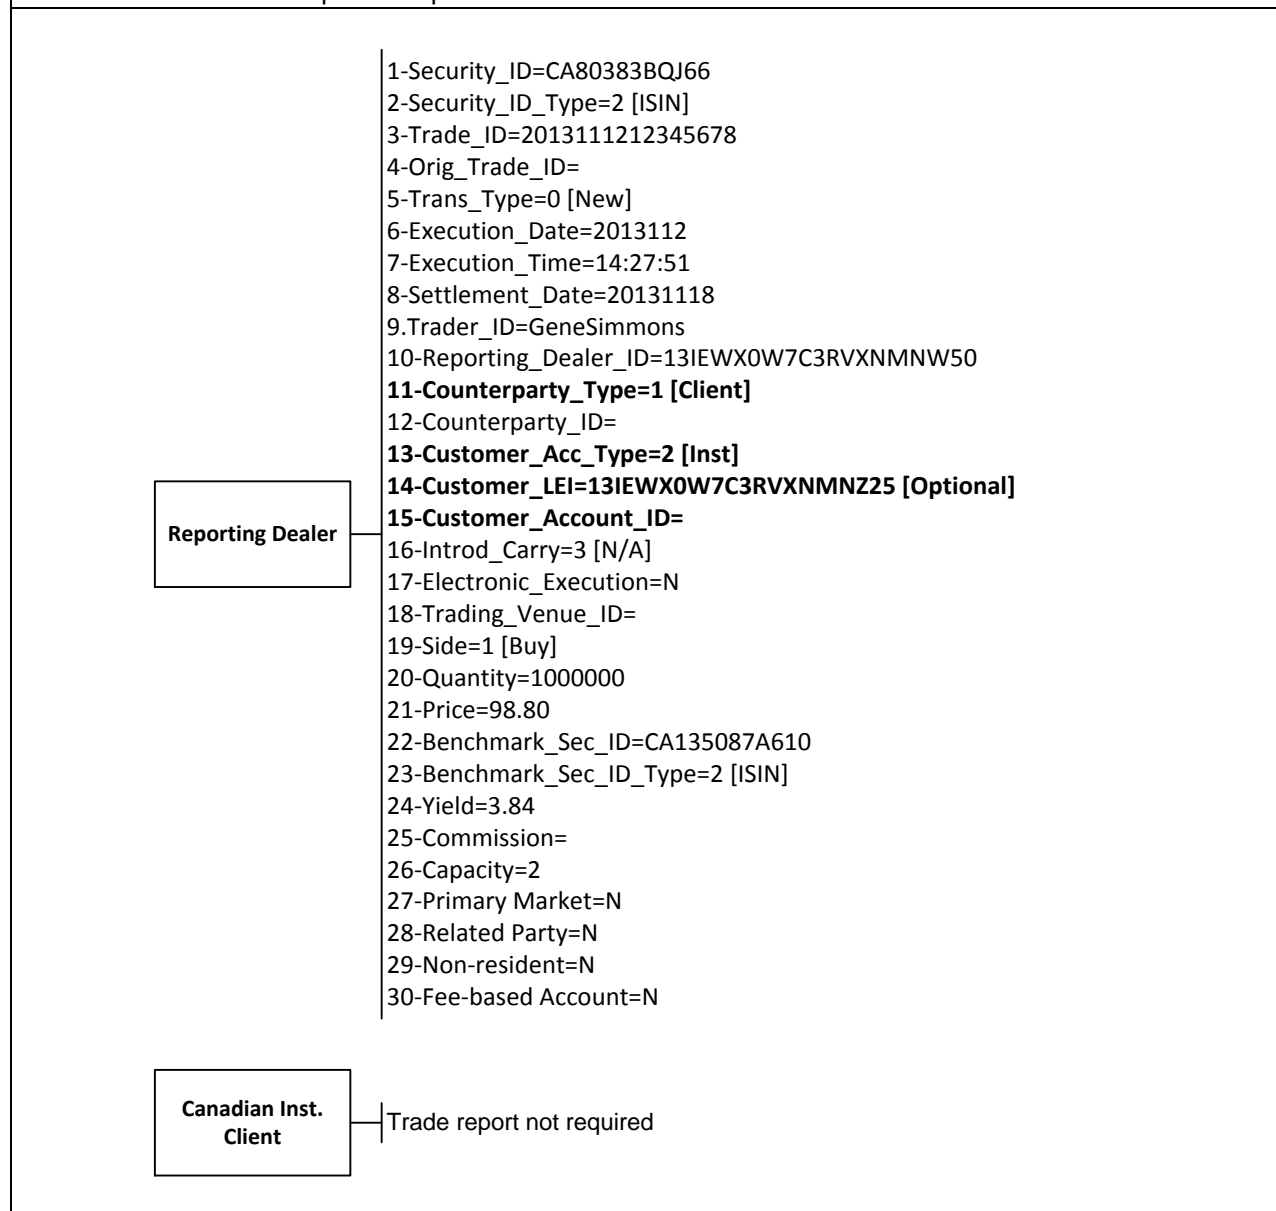 1-Security_ID=CA80383BQJ66
2-Security_ID_Type=2 [ISIN]
3-Trade_ID=2013111212345678
4-Orig_Trade_ID=
5-Trans_Type=0 [New]
6-Execution_Date=2013112
7-Execution_Time=14:27:51
8-Settlement_Date=20131118
9.Trader_ID=GeneSimmons
10-Reporting_Dealer_ID=13IEWX0W7C3RVXNMNW50
11-Counterparty_Type=1 [Client]
12-Counterparty_ID=
13-Customer_Acc_Type=2 [Inst]
14-Customer_LEI=13IEWX0W7C3RVXNMNZ25 [Optional]
15-Customer_Account_ID=
Reporting Dealer
16-Introd_Carry=3 [N/A]
17-Electronic_Execution=N
18-Trading_Venue_ID=
19-Side=1 [Buy]
20-Quantity=1000000
21-Price=98.80
22-Benchmark_Sec_ID=CA135087A610
23-Benchmark_Sec_ID_Type=2 [ISIN]
24-Yield=3.84
25-Commission=
26-Capacity=2
27-Primary Market=N
28-Related Party=N
29-Non-resident=N
30-Fee-based Account=N
Canadian Inst.
Client
Trade report not required